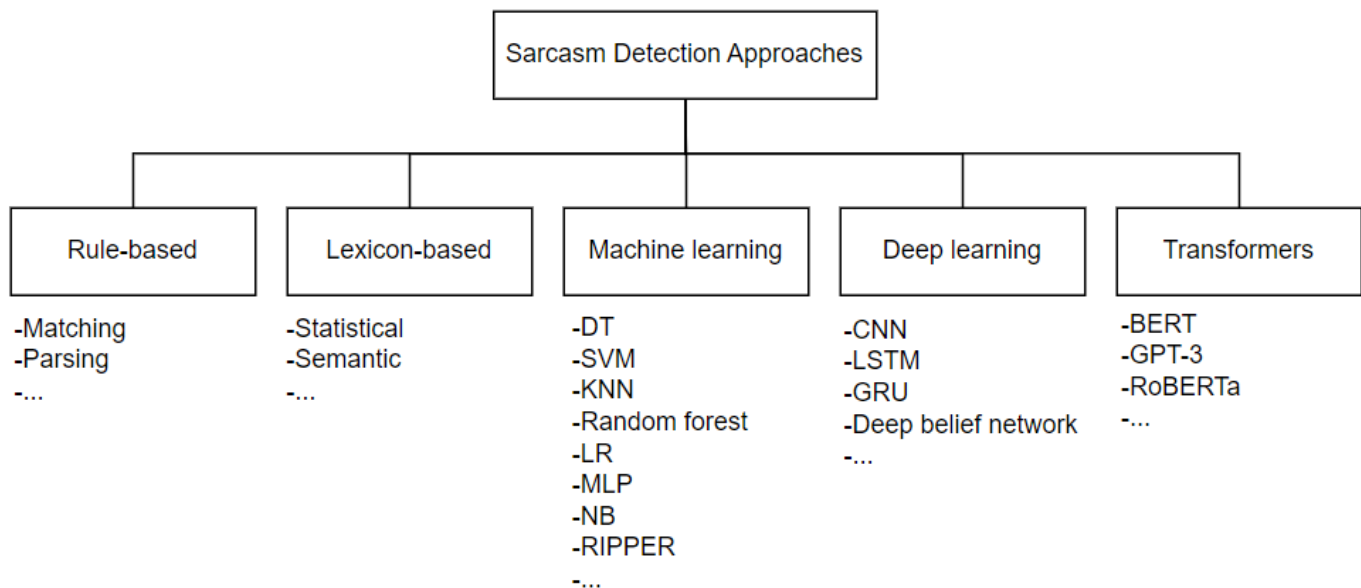 Sarcasm Detection Approaches
Rule-based
-Matching
-Parsing
-...
Lexicon-based
-Statistical
-Semantic
-...
Machine learning
-DT
-SVM
-KNN
-Random forest
-LR
-MLP
-NB
-RIPPER
-...
Deep learning
-CNN
-LSTM
-GRU
-Deep belief network
-...
Transformers
-BERT
-GPT-3
-RoBERTa
-...